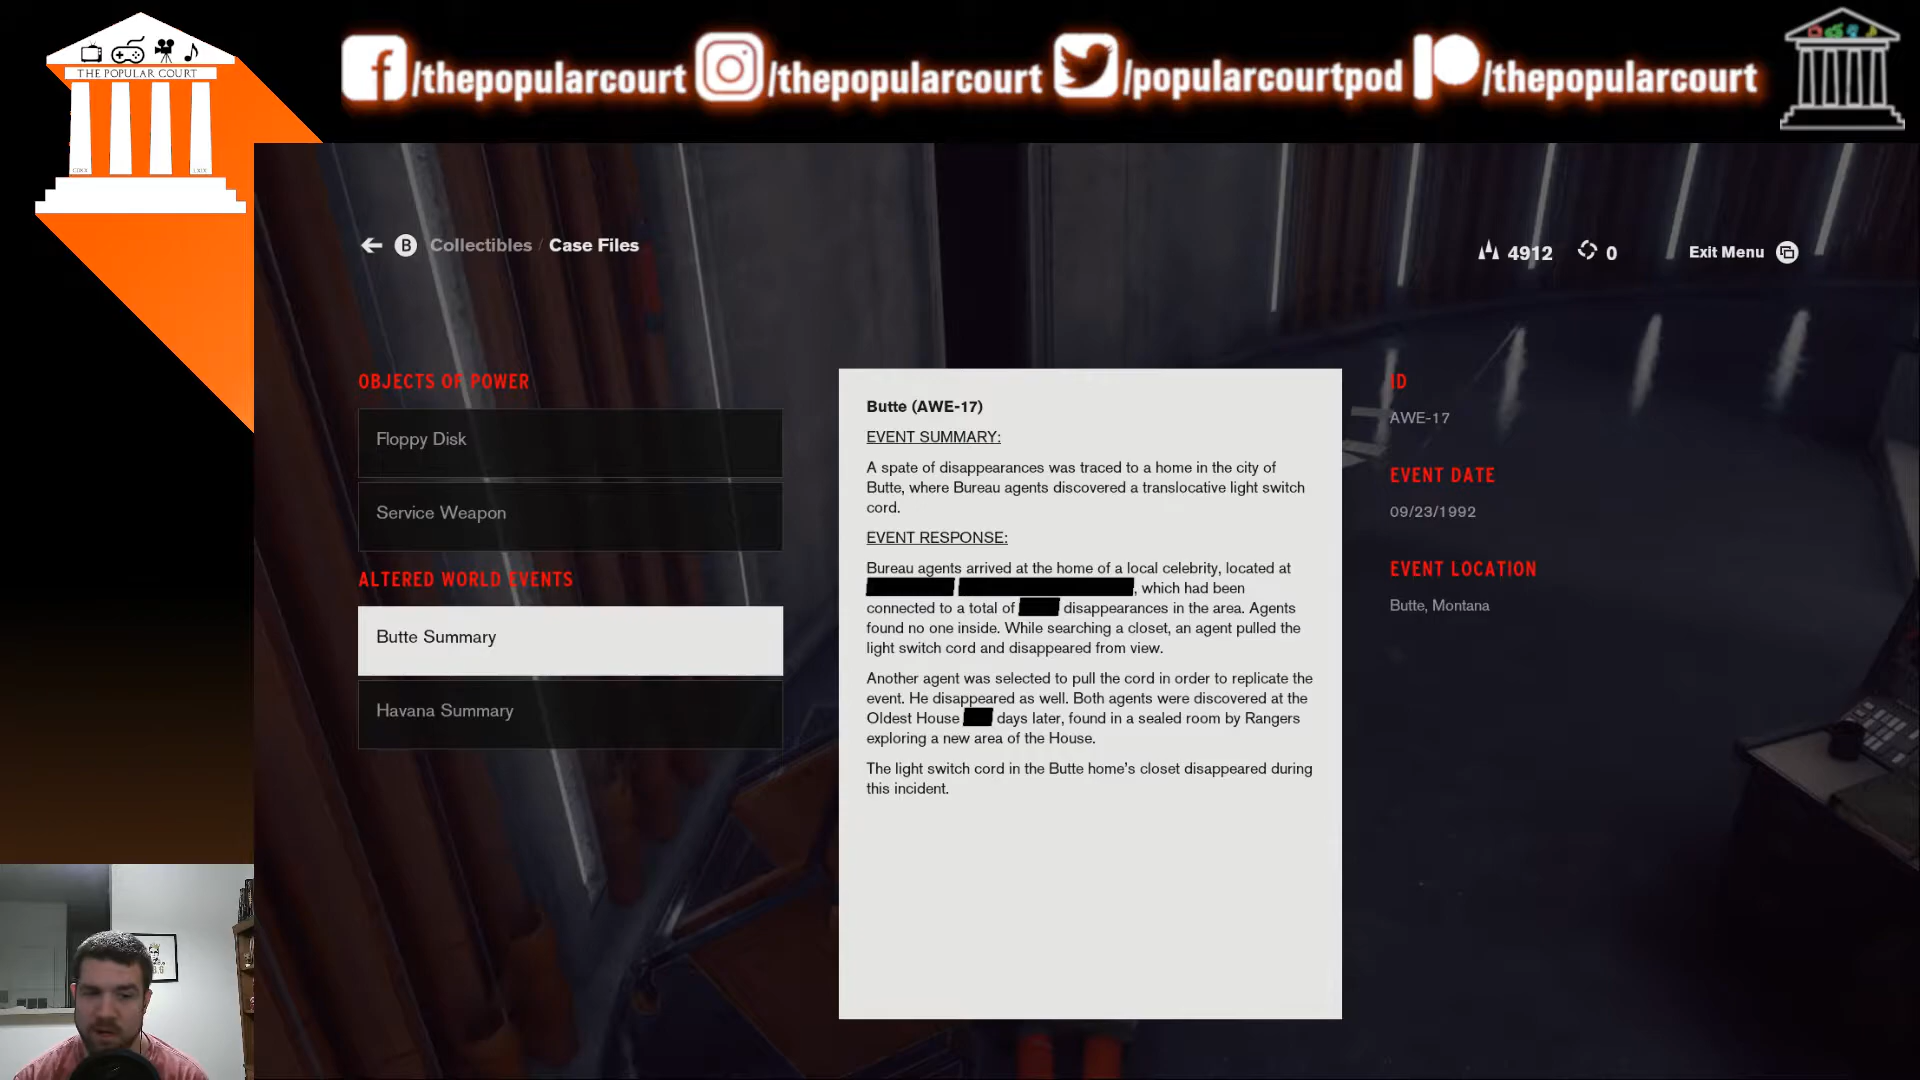 THE POPULAR COURT
/thepopularcourt
/thepopularcourt
/popularcourtpod
/thepopularcourt
B Collectibles / Case Files
4912
0
Exit Menu
OBJECTS OF POWER
Floppy Disk
Service Weapon
ALTERED WORLD EVENTS
Butte Summary
Havana Summary
Butte (AWE-17)
EVENT SUMMARY:
A spate of disappearances was traced to a home in the city of
Butte, where Bureau agents discovered a translocative light switch
cord.
EVENT RESPONSE:
Bureau agents arrived at the home of a local celebrity, located at
, which had been
connected to a total of disappearances in the area. Agents
found no one inside. While searching a closet, an agent pulled the
light switch cord and disappeared from view.
Another agent was selected to pull the cord in order to replicate the
event. He disappeared as well. Both agents were discovered at the
Oldest House days later, found in a sealed room by Rangers
exploring a new area of the House.
The light switch cord in the Butte home's closet disappeared during
this incident.
ID
AWE-17
EVENT DATE
09/23/1992
EVENT LOCATION
Butte, Montana